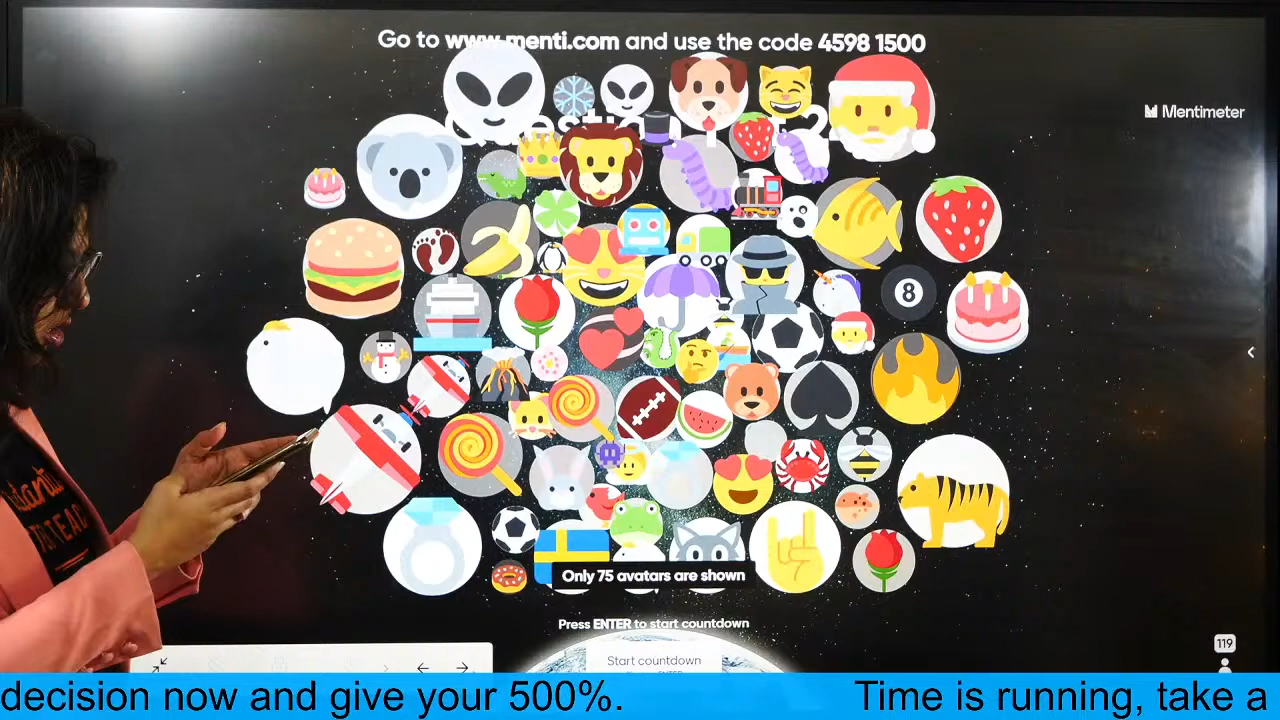 Go to www.menti.com and use the code 4598 1500
Mentimeter
8
Only 75 avatars are shown
Press ENTER to start countdown
Start countdown
119
decision now and give your 500%. Time is running, take a